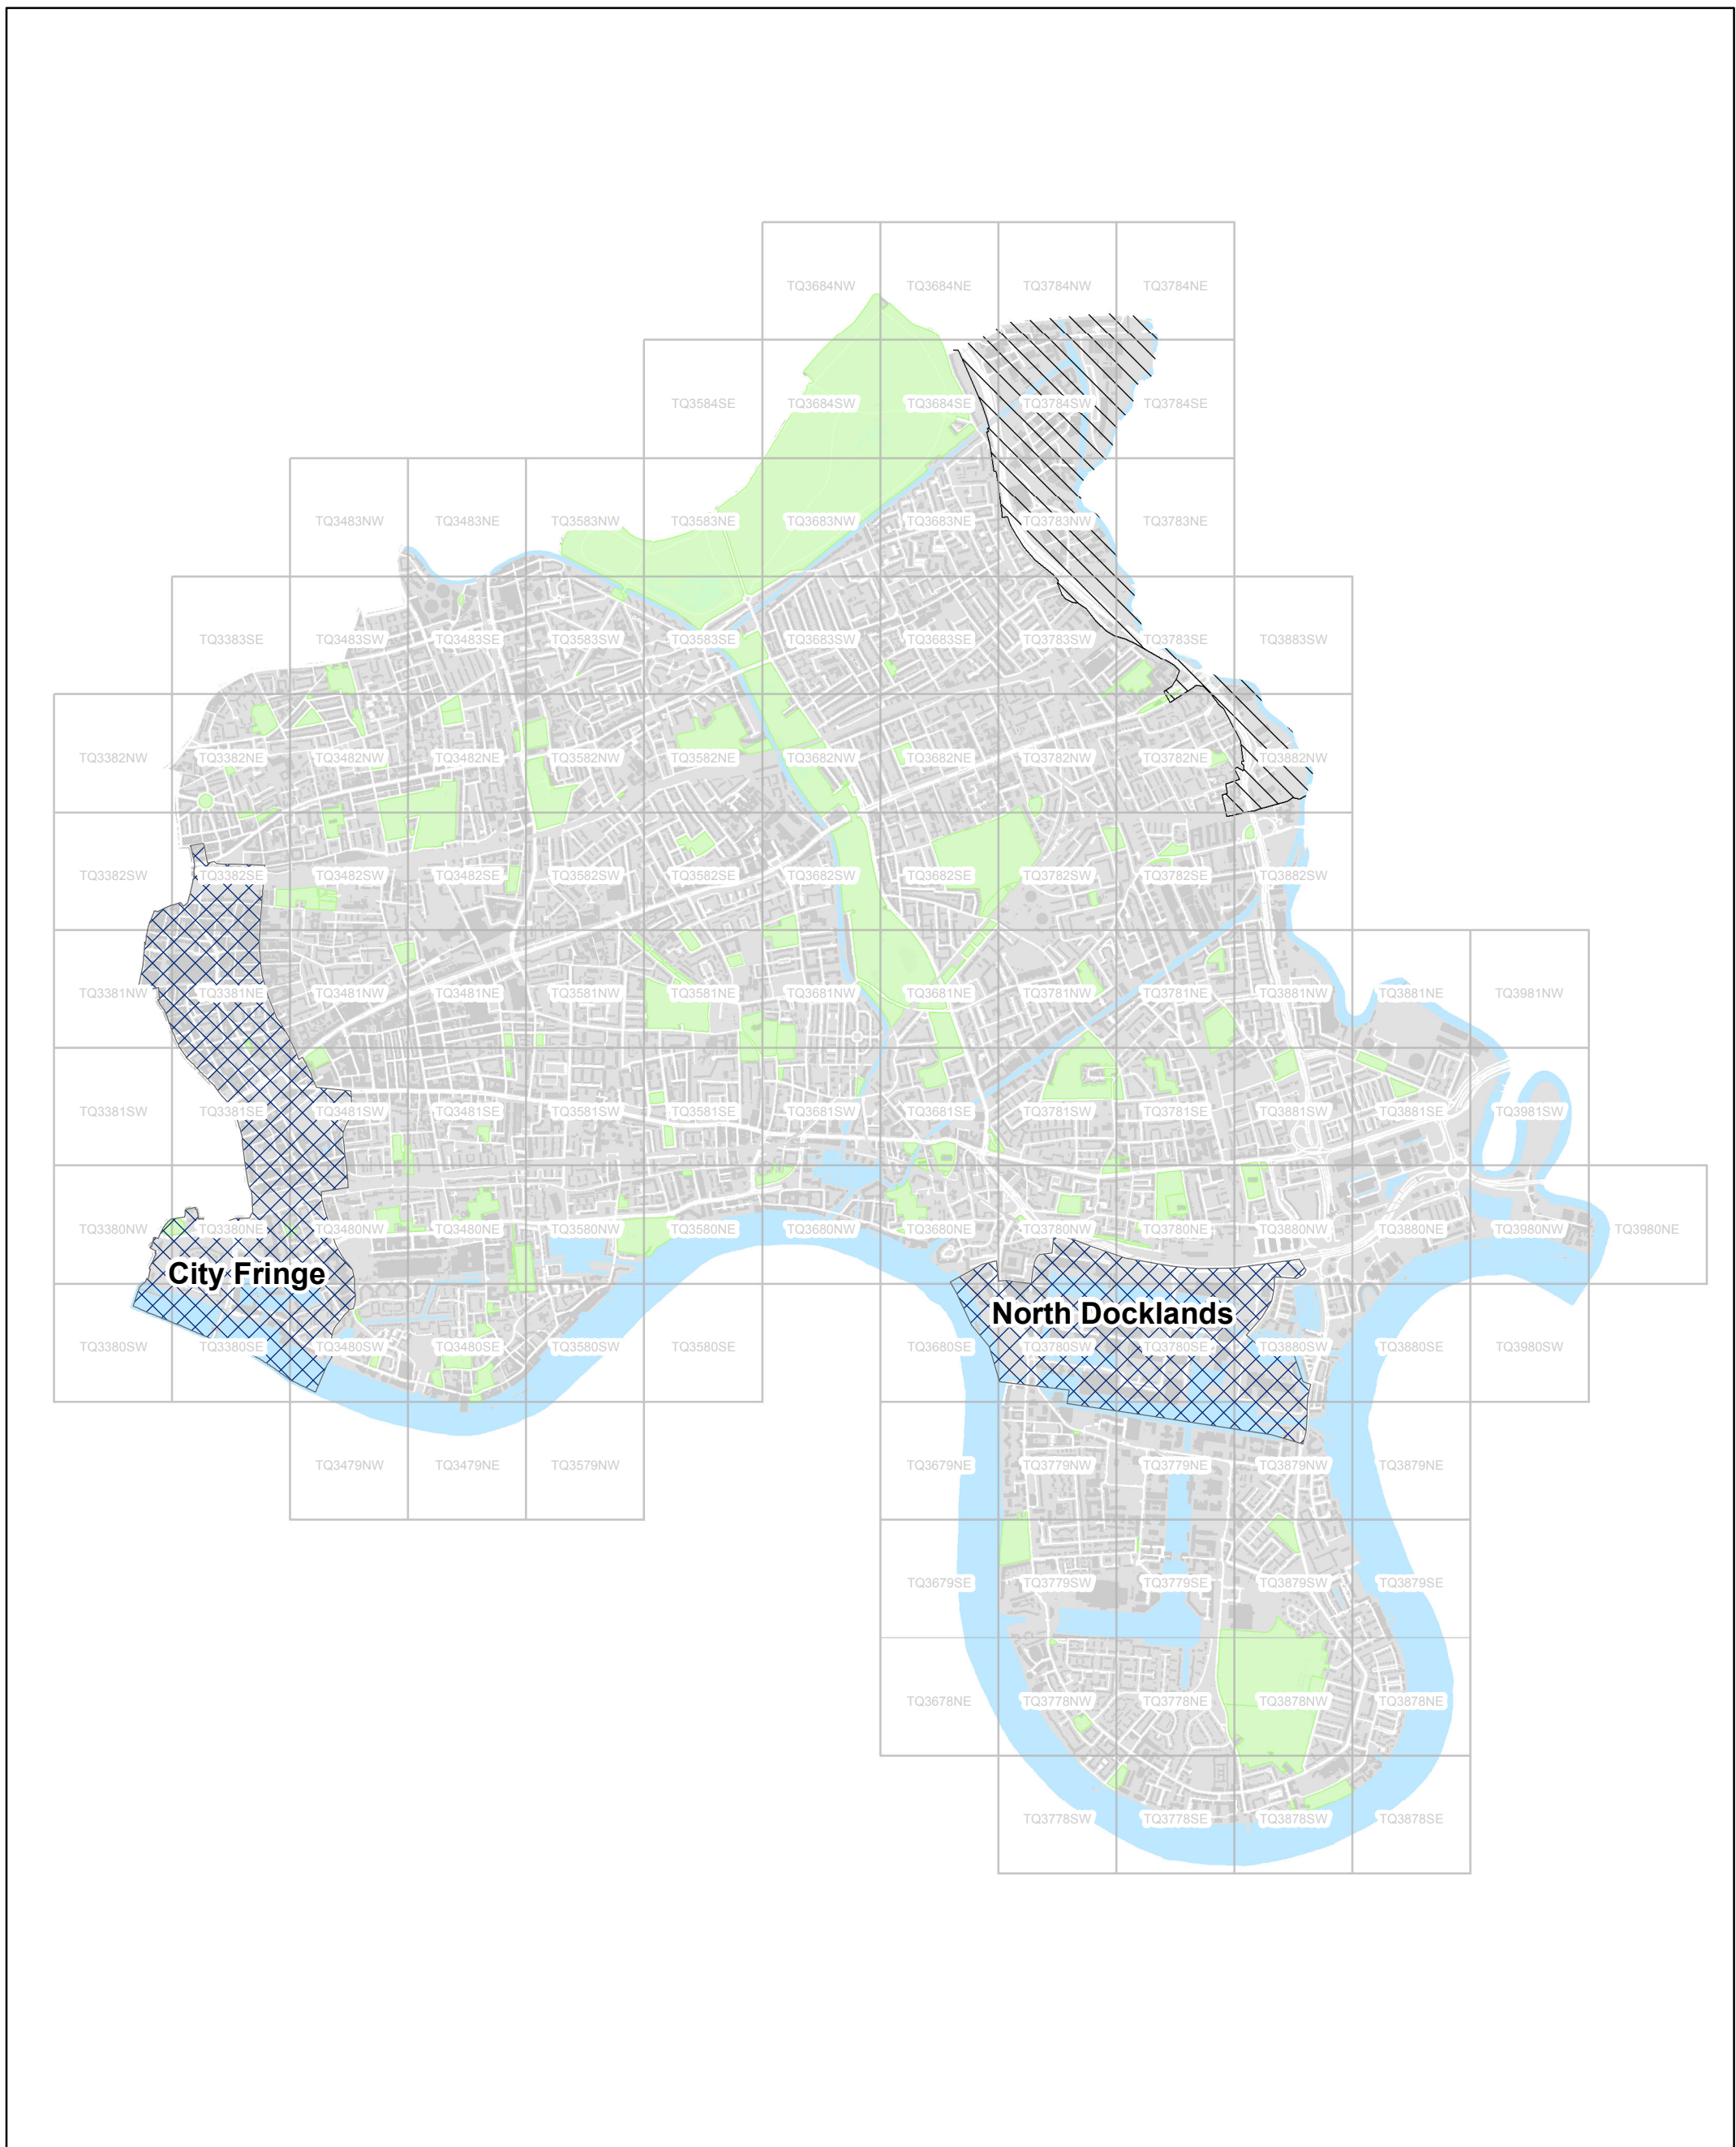 TQ3684NW TQ3684NE TQ3784NW TQ3784NE
TQ3584SE TQ3684SW TQ3684SE TQ3784SW TQ3784SE
TQ3483NW TQ3483NE TQ3583NW TQ3583NE TQ3683NW TQ3683NE TQ3783NW TQ3783NE
TQ3383SE TQ3483SW TQ3483SE TQ3583SW TQ3583SE TQ3683SW TQ3683SE TQ3783SW TQ3783SE TQ3883SW
TQ3382NW TQ3382NE TQ3482NW TQ3482NE TQ3582NW TQ3582NE TQ3682NW TQ3682NE TQ3782NW TQ3782NE TQ3882NW
TQ3382SW TQ3382SE TQ3482SW TQ3482SE TQ3582SW TQ3582SE TQ3682SW TQ3682SE TQ3782SW TQ3782SE TQ3882SW
TQ3381NW TQ3381NE TQ3481NW TQ3481NE TQ3581NW TQ3581NE TQ3681NW TQ3681NE TQ3781NW TQ3781NE TQ3881NW TQ3881NE TQ3981NW
TQ3381SW TQ3381SE TQ3481SW TQ3481SE TQ3581SW TQ3581SE TQ3681SW TQ3681SE TQ3781SW TQ3781SE TQ3881SW TQ3881SE TQ3981SW
TQ3380NW TQ3380NE TQ3480NW TQ3480NE TQ3580NW TQ3580NE TQ3680NW TQ3680NE TQ3780NW TQ3780NE TQ3880NW TQ3880NE TQ3980NW TQ3980NE
City Fringe
North Docklands
TQ3380SW TQ3380SE TQ3480SW TQ3480SE TQ3580SW TQ3580SE TQ3680SE TQ3780SW TQ3780SE TQ3880SW TQ3880SE TQ3980SW
TQ3479NW TQ3479NE TQ3579NW TQ3679NE TQ3779NW TQ3779NE TQ3879NW TQ3879NE
TQ3679SE TQ3779SW TQ3779SE TQ3879SW TQ3879SE
TQ3678NE TQ3778NW TQ3778NE TQ3878NW TQ3878NE
TQ3778SW TQ3778SE TQ3878SW TQ3878SE